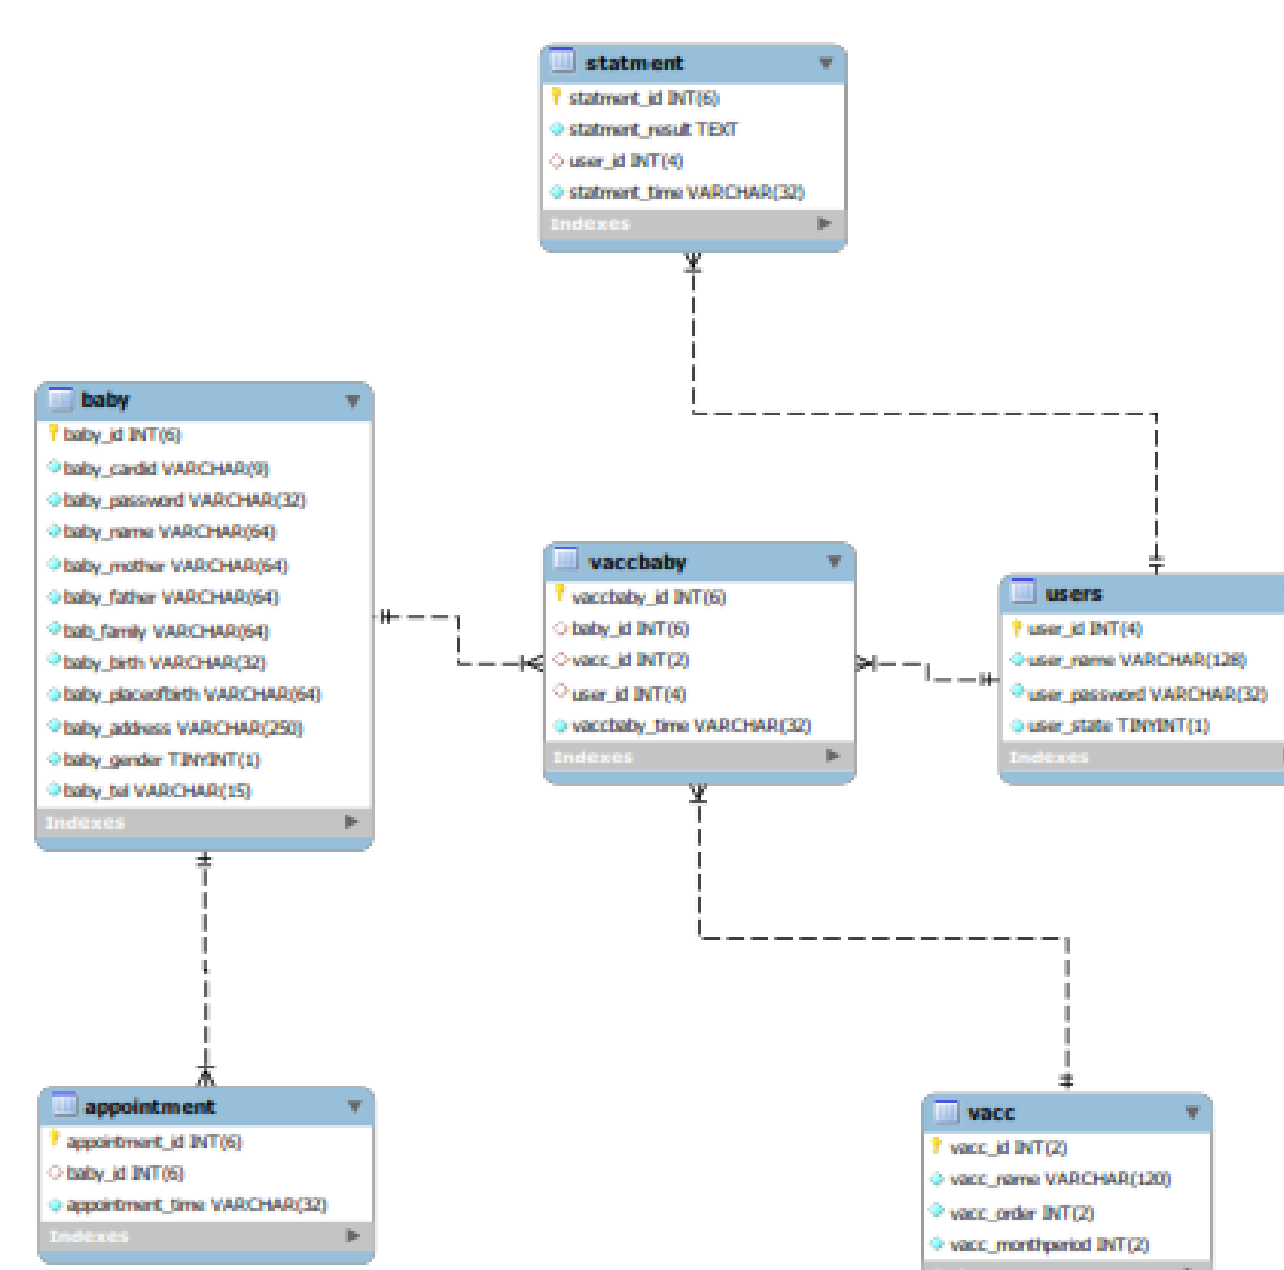 statment
statment_id INT(6)
statment_result TEXT
user_id INT(4)
statment_time VARCHAR(32)
Indexes
baby
baby_id INT(6)
baby_cardid VARCHAR(9)
baby_password VARCHAR(32)
baby_name VARCHAR(64)
baby_mother VARCHAR(64)
baby_father VARCHAR(64)
bab_family VARCHAR(64)
baby_birth VARCHAR(32)
baby_placeofbirth VARCHAR(64)
baby_address VARCHAR(250)
baby_gender TINYINT(1)
baby_tel VARCHAR(15)
Indexes
vaccbaby
vaccbaby_id INT(6)
baby_id INT(6)
vacc_id INT(2)
user_id INT(4)
vaccbaby_time VARCHAR(32)
Indexes
users
user_id INT(4)
user_name VARCHAR(128)
user_password VARCHAR(32)
user_state TINYINT(1)
Indexes
appointment
appointment_id INT(6)
baby_id INT(6)
appointment_time VARCHAR(32)
Indexes
vacc
vacc_id INT(2)
vacc_name VARCHAR(120)
vacc_order INT(2)
vacc_monthperiod INT(2)